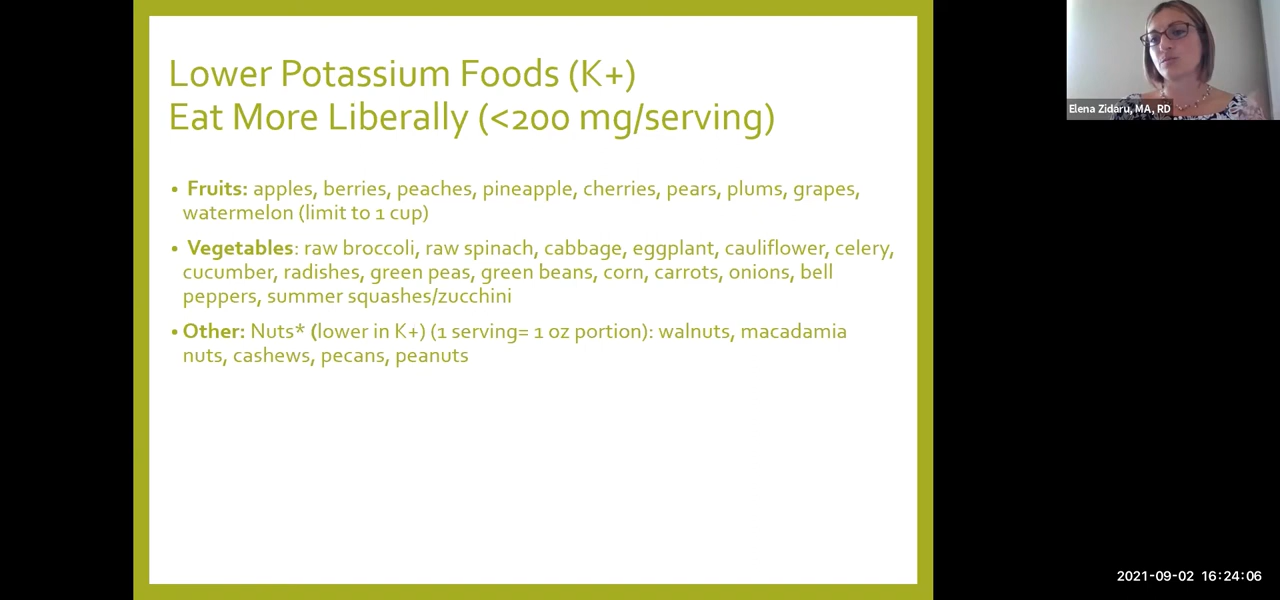 Lower Potassium Foods (K+)
Eat More Liberally (<200 mg/serving)
• Fruits: apples, berries, peaches, pineapple, cherries, pears, plums, grapes,
watermelon (limit to 1 cup)
• Vegetables: raw broccoli, raw spinach, cabbage, eggplant, cauliflower, celery,
cucumber, radishes, green peas, green beans, corn, carrots, onions, bell
peppers, summer squashes/zucchini
• Other: Nuts* (lower in K+) (1 serving= 1 oz portion): walnuts, macadamia
nuts, cashews, pecans, peanuts
Elena Zidaru, MA, RD
2021-09-02 16:24:06